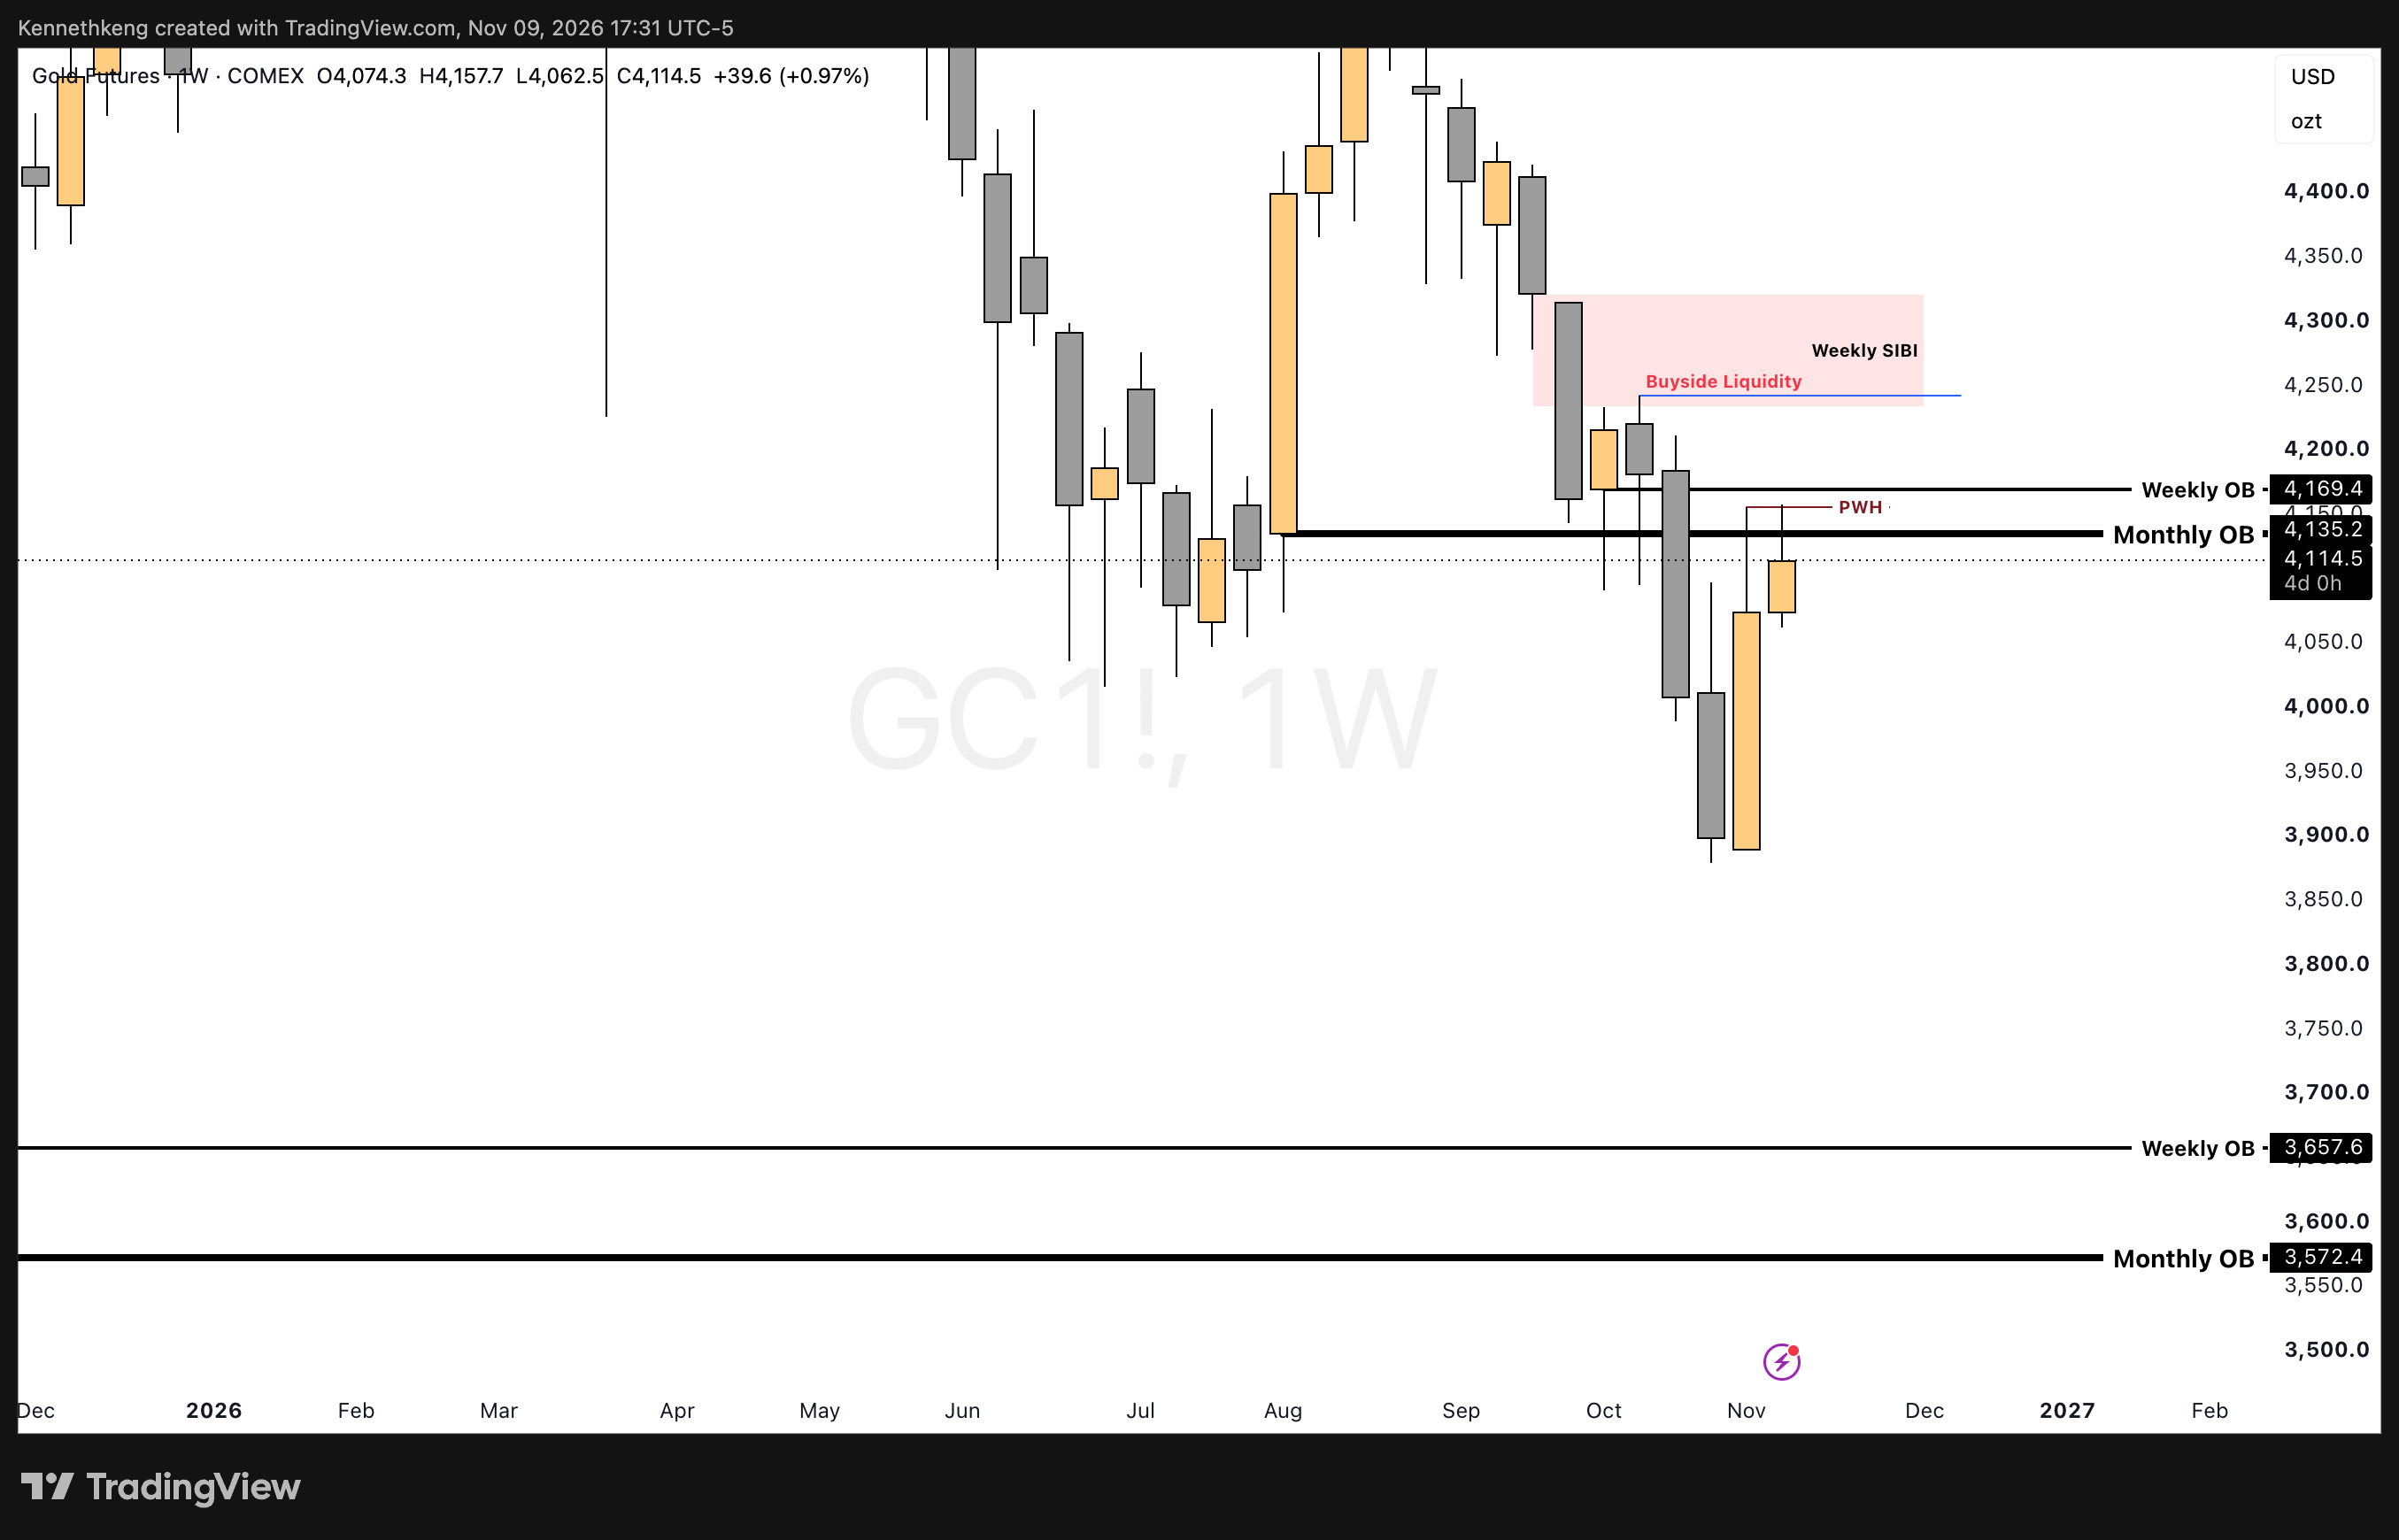 Kennethkeng created with TradingView.com, Nov 09, 2026 17:31 UTC-5
Gold Futures · 1W · COMEX O4,074.3 H4,157.7 L4,062.5 C4,114.5 +39.6 (+0.97%)
USD
ozt
4,400.0
4,350.0
4,300.0
Weekly SIBI
Buyside Liquidity
4,250.0
4,200.0
Weekly OB
4,169.4
PWH
4,150.0
Monthly OB
4,135.2
4,114.5
4d 0h
4,050.0
GC1!, 1W
4,000.0
3,950.0
3,900.0
3,850.0
3,800.0
3,750.0
3,700.0
Weekly OB
3,657.6
3,600.0
Monthly OB
3,572.4
3,550.0
3,500.0
Dec 2026 Feb Mar Apr May Jun Jul Aug Sep Oct Nov Dec 2027 Feb
TradingView